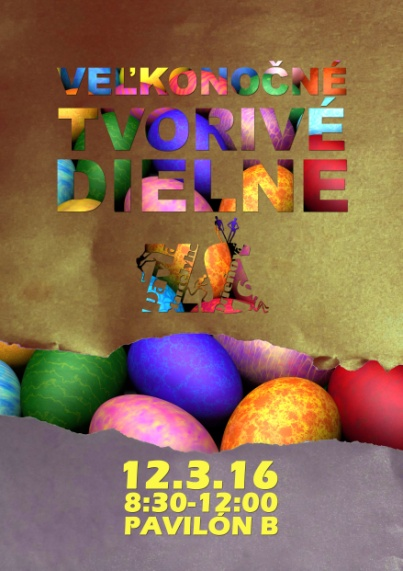 VEĽKONOČNÉ
TVORIVÉ
DIELNE
12.3.16
8:30-12:00
PAVILÓN B